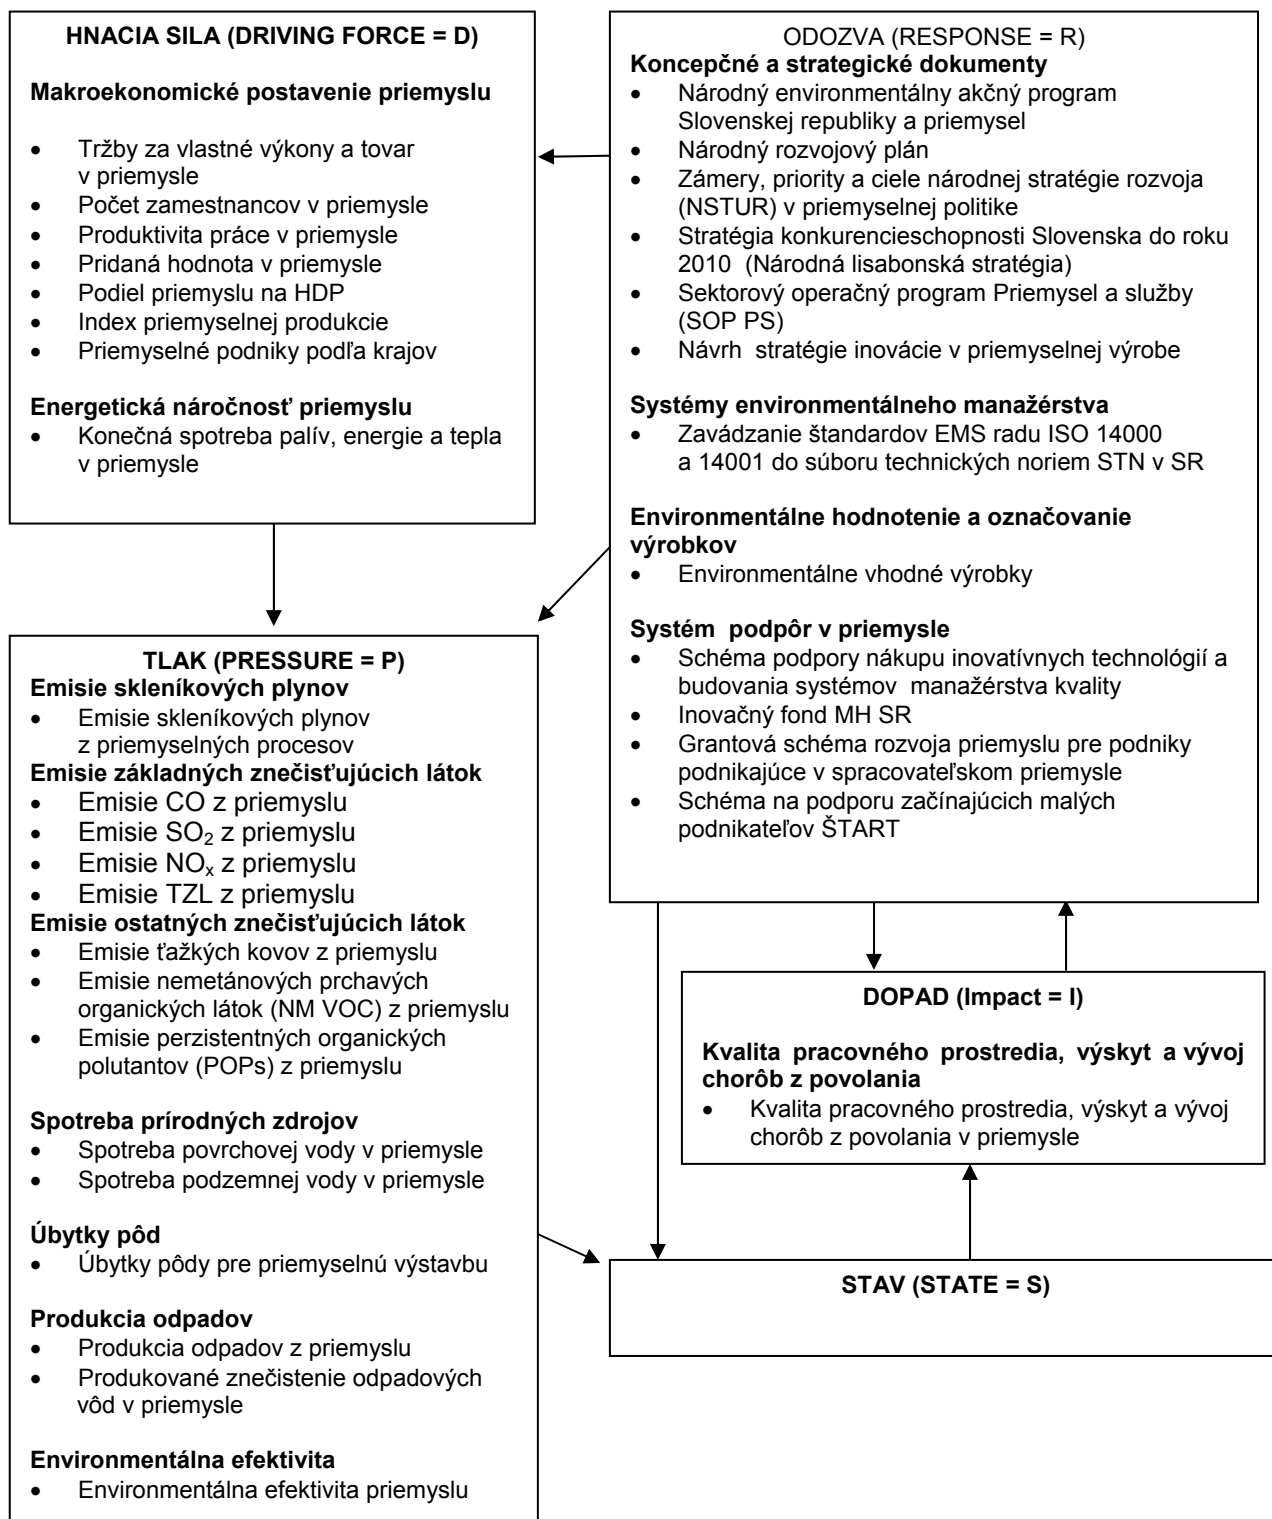 HNACIA SILA (DRIVING FORCE = D)
Makroekonomické postavenie priemyslu
• Tržby za vlastné výkony a tovar
v priemysle
• Počet zamestnancov v priemysle
• Produktivita práce v priemysle
• Pridaná hodnota v priemysle
• Podiel priemyslu na HDP
• Index priemyselnej produkcie
• Priemyselné podniky podľa krajov
Energetická náročnosť priemyslu
• Konečná spotreba palív, energie a tepla
v priemysle
ODOZVA (RESPONSE = R)
Koncepčné a strategické dokumenty
• Národný environmentálny akčný program
Slovenskej republiky a priemysel
• Národný rozvojový plán
• Zámery, priority a ciele národnej stratégie rozvoja
(NSTUR) v priemyselnej politike
• Stratégia konkurencieschopnosti Slovenska do roku
2010 (Národná lisabonská stratégia)
• Sektorový operačný program Priemysel a služby
(SOP PS)
• Návrh stratégie inovácie v priemyselnej výrobe
Systémy environmentálneho manažérstva
• Zavádzanie štandardov EMS radu ISO 14000
a 14001 do súboru technických noriem STN v SR
Environmentálne hodnotenie a označovanie
výrobkov
• Environmentálne vhodné výrobky
Systém podpôr v priemysle
• Schéma podpory nákupu inovatívnych technológií a
budovania systémov manažérstva kvality
• Inovačný fond MH SR
• Grantová schéma rozvoja priemyslu pre podniky
podnikajúce v spracovateľskom priemysle
• Schéma na podporu začínajúcich malých
podnikateľov ŠTART
TLAK (PRESSURE = P)
Emisie skleníkových plynov
• Emisie skleníkových plynov
z priemyselných procesov
Emisie základných znečisťujúcich látok
• Emisie CO z priemyslu
• Emisie SO2 z priemyslu
• Emisie NOx z priemyslu
• Emisie TZL z priemyslu
Emisie ostatných znečisťujúcich látok
• Emisie ťažkých kovov z priemyslu
• Emisie nemetánových prchavých
organických látok (NM VOC) z priemyslu
• Emisie perzistentných organických
polutantov (POPs) z priemyslu
Spotreba prírodných zdrojov
• Spotreba povrchovej vody v priemysle
• Spotreba podzemnej vody v priemysle
Úbytky pôd
• Úbytky pôdy pre priemyselnú výstavbu
Produkcia odpadov
• Produkcia odpadov z priemyslu
• Produkované znečistenie odpadových
vôd v priemysle
Environmentálna efektivita
• Environmentálna efektivita priemyslu
DOPAD (Impact = I)
Kvalita pracovného prostredia, výskyt a vývoj
chorôb z povolania
• Kvalita pracovného prostredia, výskyt a vývoj
chorôb z povolania v priemysle
STAV (STATE = S)